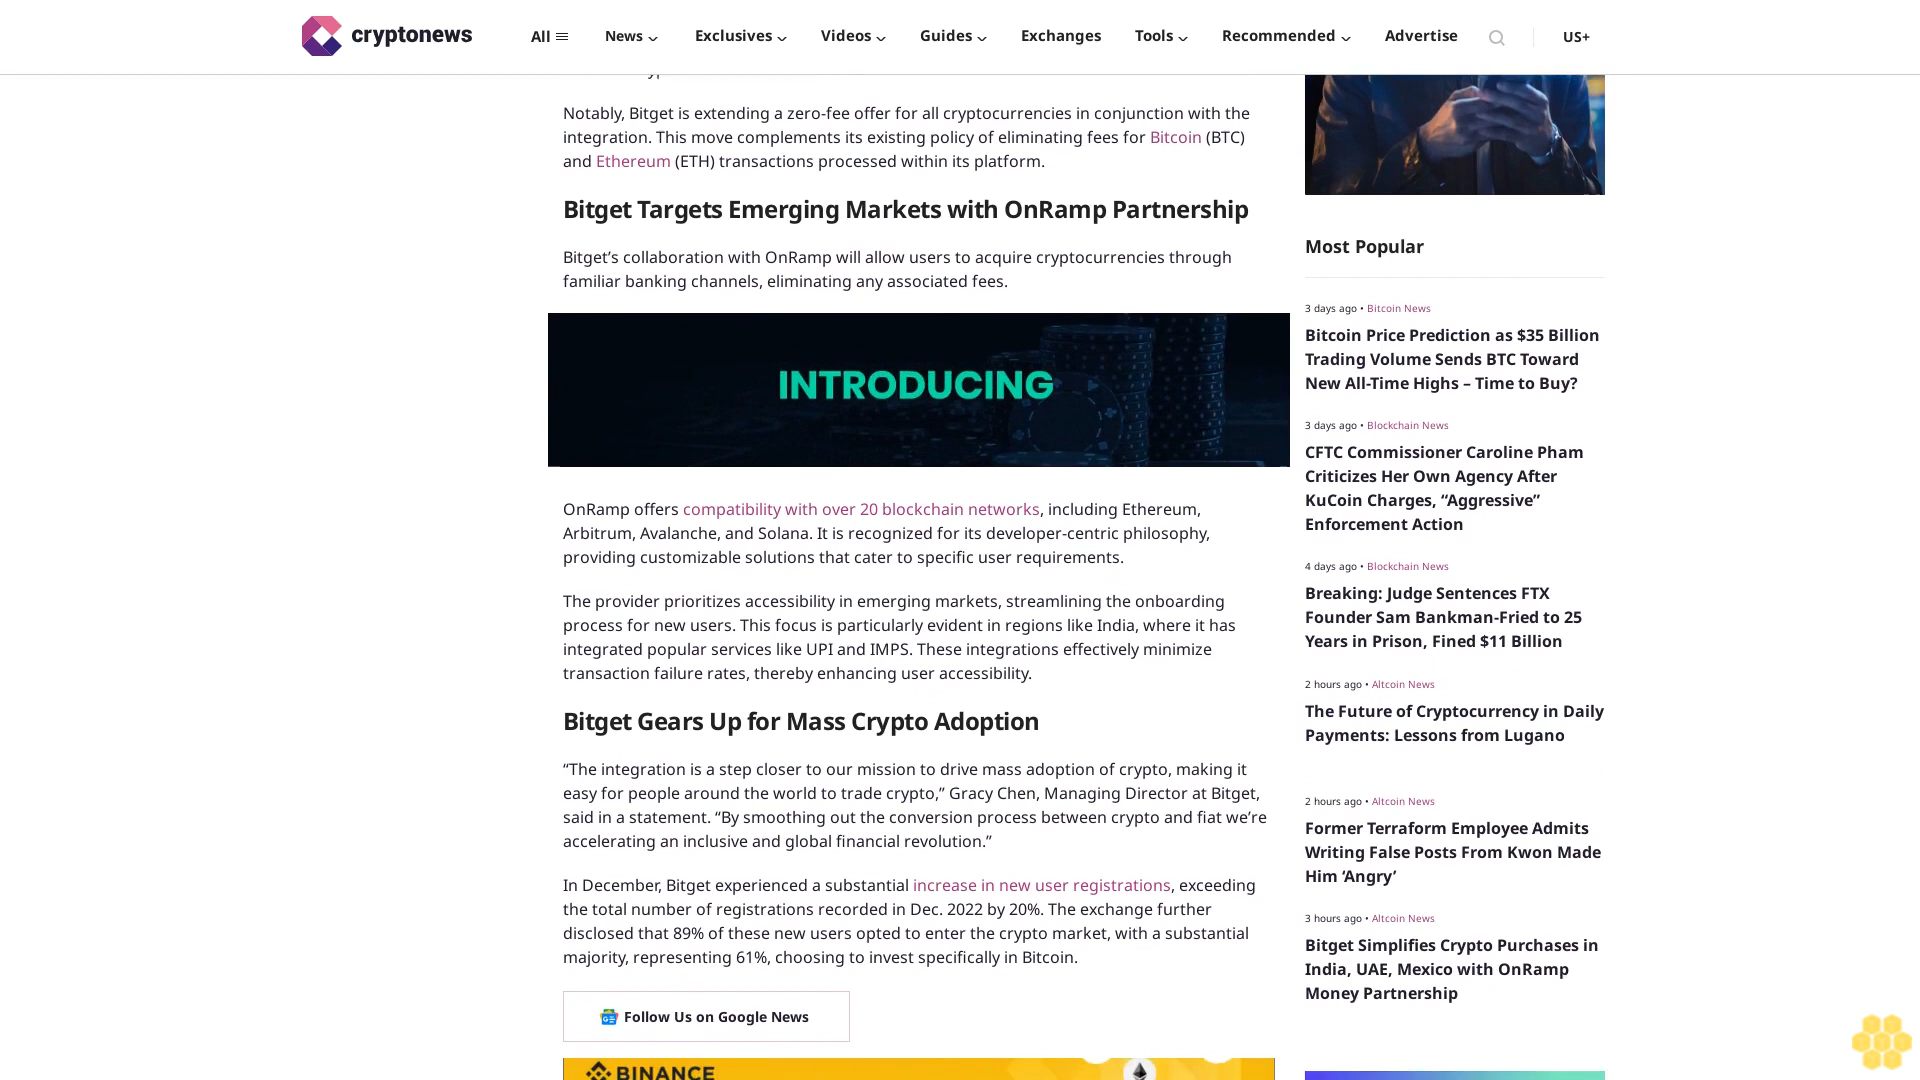 cryptonews
All
News
Exclusives
Videos
Guides
Exchanges
Tools
Recommended
Advertise
US+
Notably, Bitget is extending a zero-fee offer for all cryptocurrencies in conjunction with the
integration. This move complements its existing policy of eliminating fees for Bitcoin (BTC)
and Ethereum (ETH) transactions processed within its platform.
Bitget Targets Emerging Markets with OnRamp Partnership
Bitget’s collaboration with OnRamp will allow users to acquire cryptocurrencies through
familiar banking channels, eliminating any associated fees.
INTRODUCING
OnRamp offers compatibility with over 20 blockchain networks, including Ethereum,
Arbitrum, Avalanche, and Solana. It is recognized for its developer-centric philosophy,
providing customizable solutions that cater to specific user requirements.
The provider prioritizes accessibility in emerging markets, streamlining the onboarding
process for new users. This focus is particularly evident in regions like India, where it has
integrated popular services like UPI and IMPS. These integrations effectively minimize
transaction failure rates, thereby enhancing user accessibility.
Bitget Gears Up for Mass Crypto Adoption
“The integration is a step closer to our mission to drive mass adoption of crypto, making it
easy for people around the world to trade crypto,” Gracy Chen, Managing Director at Bitget,
said in a statement. “By smoothing out the conversion process between crypto and fiat we’re
accelerating an inclusive and global financial revolution.”
In December, Bitget experienced a substantial increase in new user registrations, exceeding
the total number of registrations recorded in Dec. 2022 by 20%. The exchange further
disclosed that 89% of these new users opted to enter the crypto market, with a substantial
majority, representing 61%, choosing to invest specifically in Bitcoin.
Follow Us on Google News
BINANCE
Most Popular
3 days ago • Bitcoin News
Bitcoin Price Prediction as $35 Billion
Trading Volume Sends BTC Toward
New All-Time Highs – Time to Buy?
3 days ago • Blockchain News
CFTC Commissioner Caroline Pham
Criticizes Her Own Agency After
KuCoin Charges, “Aggressive”
Enforcement Action
4 days ago • Blockchain News
Breaking: Judge Sentences FTX
Founder Sam Bankman-Fried to 25
Years in Prison, Fined $11 Billion
2 hours ago • Altcoin News
The Future of Cryptocurrency in Daily
Payments: Lessons from Lugano
2 hours ago • Altcoin News
Former Terraform Employee Admits
Writing False Posts From Kwon Made
Him ‘Angry’
3 hours ago • Altcoin News
Bitget Simplifies Crypto Purchases in
India, UAE, Mexico with OnRamp
Money Partnership